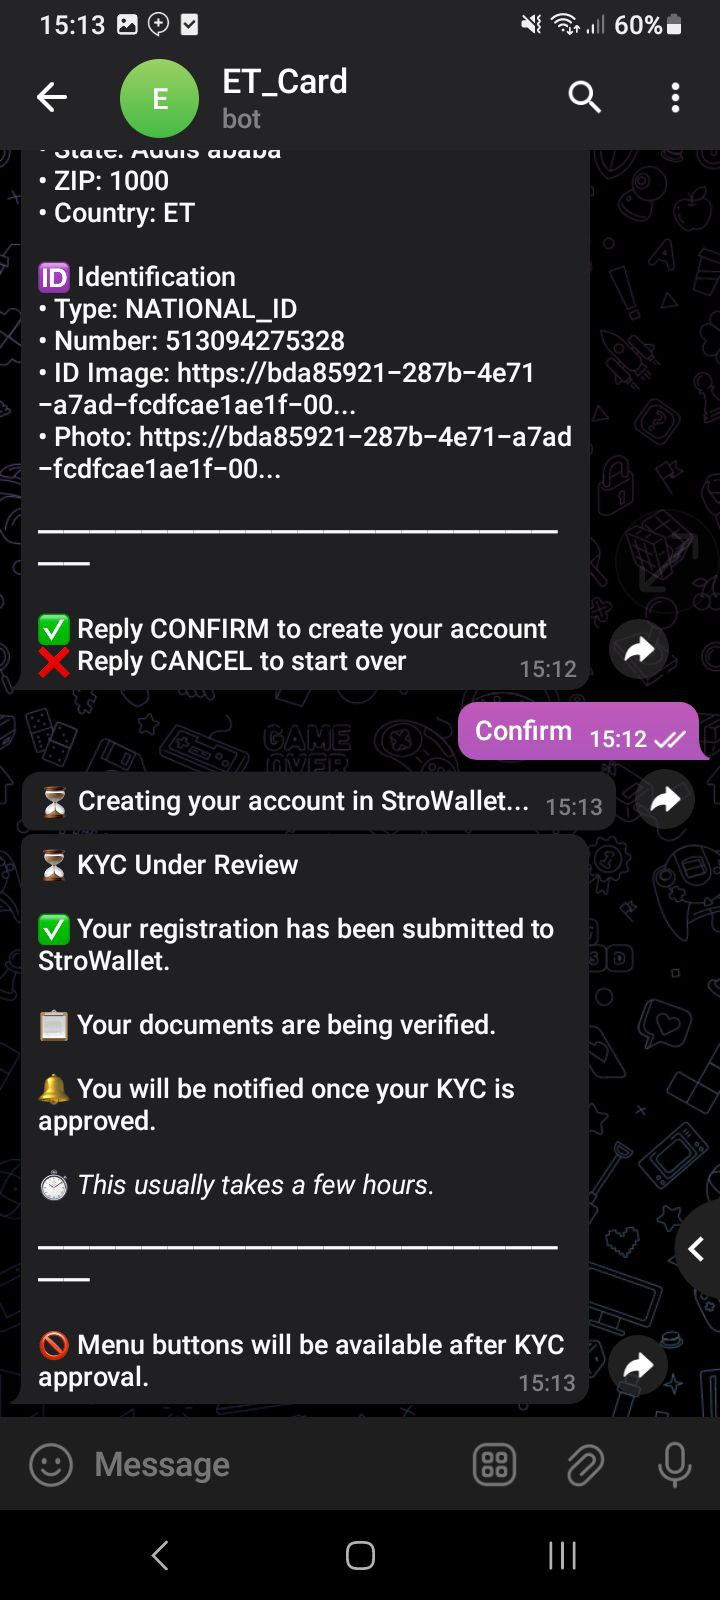 15:13
60%
E
ET_Card
bot
• State: Addis ababa
• ZIP: 1000
• Country: ET
🆔 Identification
• Type: NATIONAL_ID
• Number: 513094275328
• ID Image: https://bda85921-287b-4e71
-a7ad-fcdfcae1ae1f-00...
• Photo: https://bda85921-287b-4e71-a7ad
-fcdfcae1ae1f-00...
✅ Reply CONFIRM to create your account
❌ Reply CANCEL to start over
15:12
Confirm 15:12
GAME
OVER
⏳ Creating your account in StroWallet... 15:13
⏳ KYC Under Review
✅ Your registration has been submitted to
StroWallet.
📋 Your documents are being verified.
🔔 You will be notified once your KYC is
approved.
⏱️ This usually takes a few hours.
🚫 Menu buttons will be available after KYC
approval.
15:13
Message